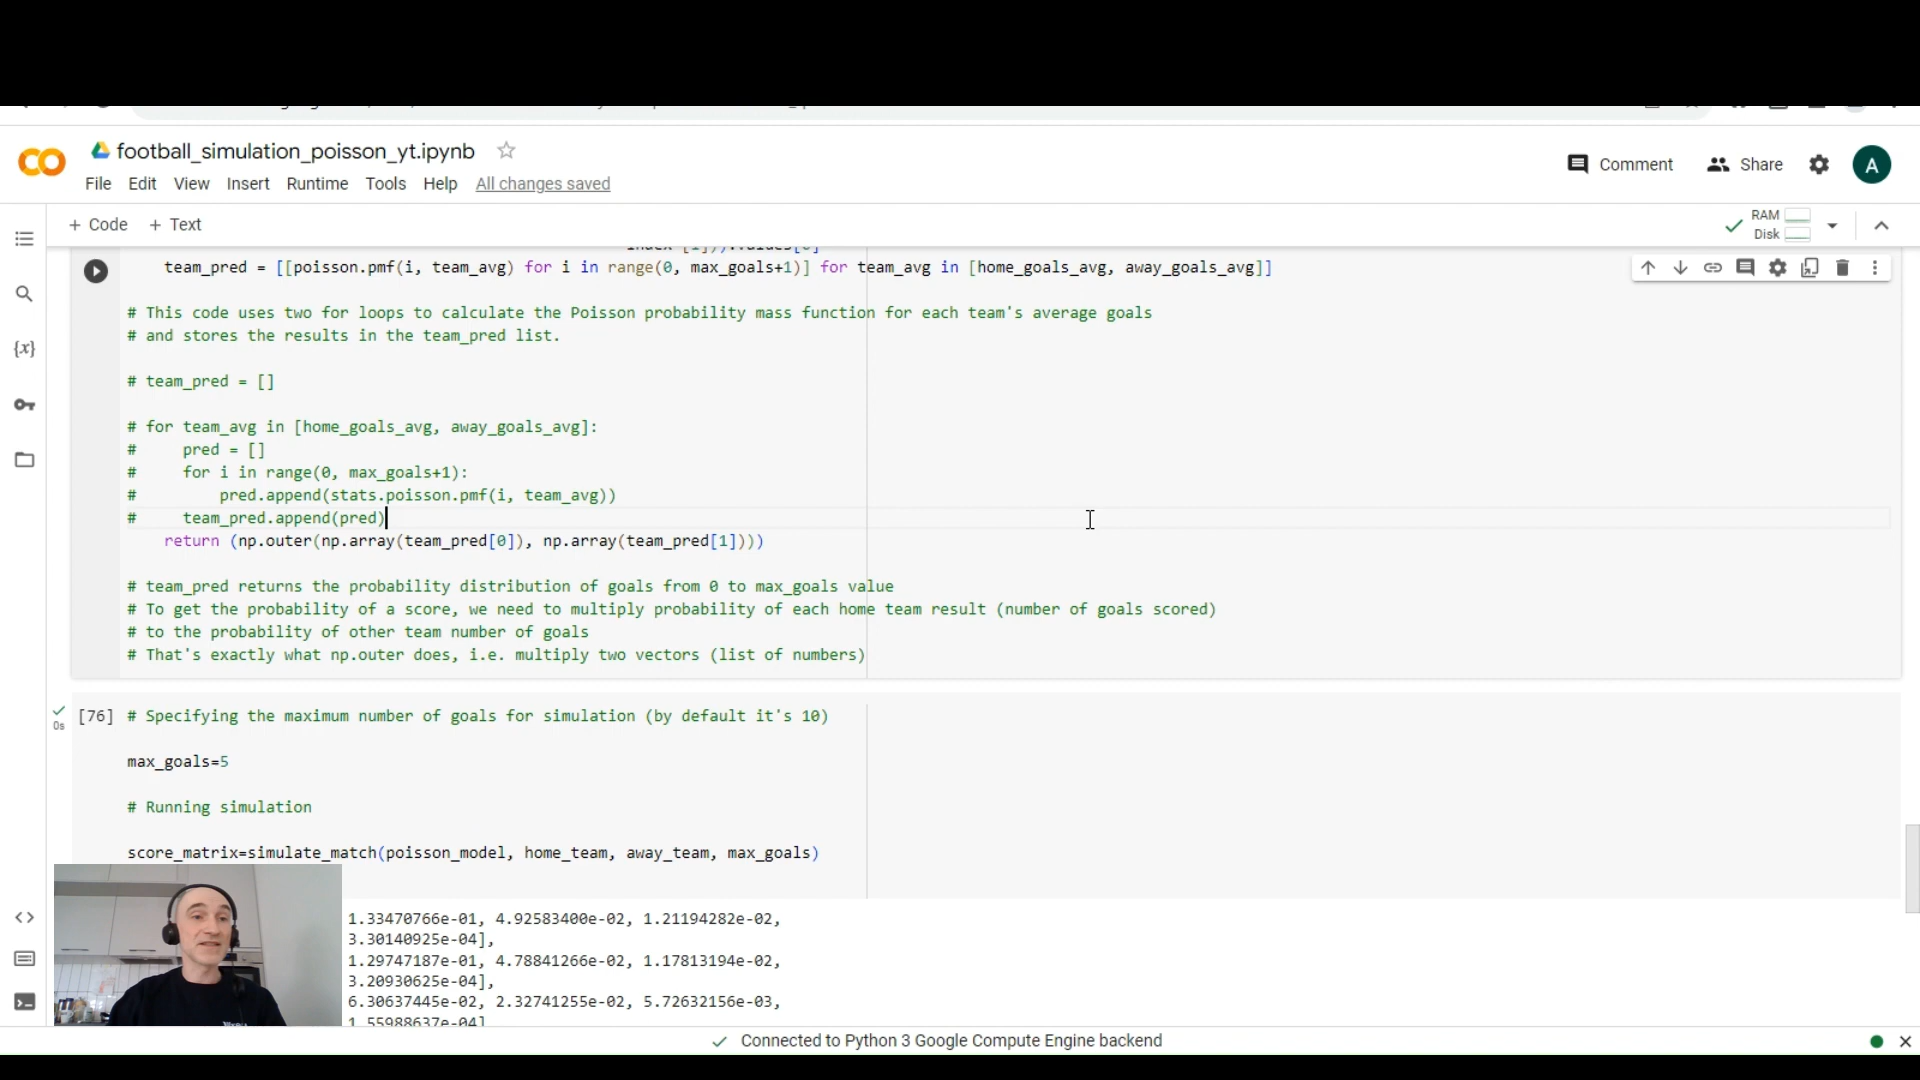 football_simulation_poisson_yt.ipynb
Comment
Share
A
File Edit View Insert Runtime Tools Help All changes saved
+ Code + Text
RAM
Disk
team_pred = [[poisson.pmf(i, team_avg) for i in range(0, max_goals+1)] for team_avg in [home_goals_avg, away_goals_avg]]
# This code uses two for loops to calculate the Poisson probability mass function for each team's average goals
# and stores the results in the team_pred list.
# team_pred = []
# for team_avg in [home_goals_avg, away_goals_avg]:
#     pred = []
#     for i in range(0, max_goals+1):
#         pred.append(stats.poisson.pmf(i, team_avg))
#     team_pred.append(pred)
return (np.outer(np.array(team_pred[0]), np.array(team_pred[1])))
# team_pred returns the probability distribution of goals from 0 to max_goals value
# To get the probability of a score, we need to multiply probability of each home team result (number of goals scored)
# to the probability of other team number of goals
# That's exactly what np.outer does, i.e. multiply two vectors (list of numbers)
[76] # Specifying the maximum number of goals for simulation (by default it's 10)
0s
max_goals=5
# Running simulation
score_matrix=simulate_match(poisson_model, home_team, away_team, max_goals)
1.33470766e-01, 4.92583400e-02, 1.21194282e-02,
3.30140925e-04],
1.29747187e-01, 4.78841266e-02, 1.17813194e-02,
3.20930625e-04],
6.30637445e-02, 2.32741255e-02, 5.72632156e-03,
1.55988637e-04]
Connected to Python 3 Google Compute Engine backend